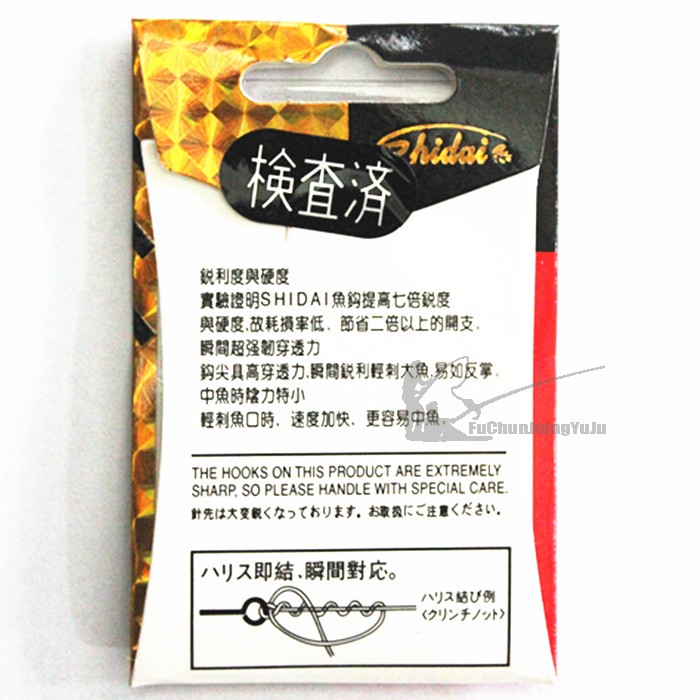 Shidai
検査済
鋭利度與硬度
實驗證明SHIDAI魚鈎提高七倍鋭度
與硬度,故耗損率低、節省二倍以上的開支。
瞬間超强韌穿透力
鈎尖具高穿透力,瞬間鋭利輕刺大魚,易如反掌。
中魚時陰力特小
輕刺魚口時、速度加快、更容易中魚。
FuChunJiangYuJu
THE HOOKS ON THIS PRODUCT ARE EXTREMELY
SHARP, SO PLEASE HANDLE WITH SPECIAL CARE.
針先は大変鋭くなっております。お取扱にご注意ください。
ハリス即結、瞬間對応。
ハリス結び例
〈クリンチノット〉